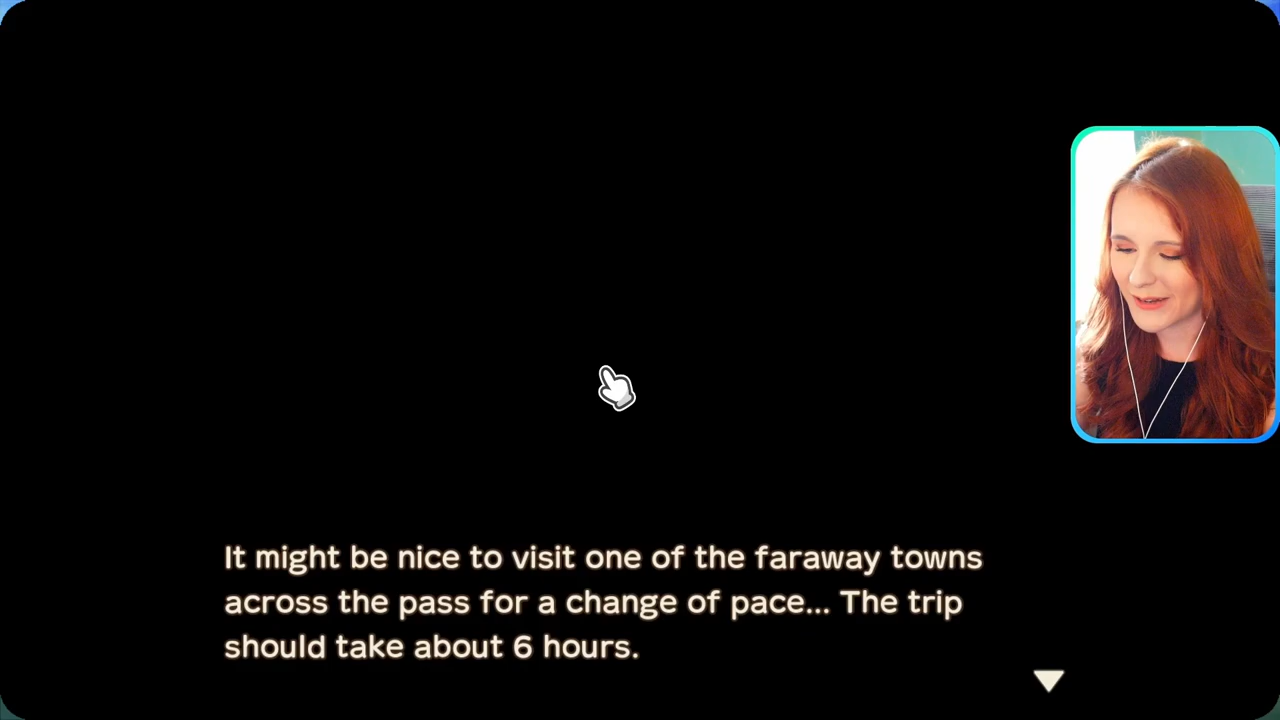 It might be nice to visit one of the faraway towns
across the pass for a change of pace... The trip
should take about 6 hours.